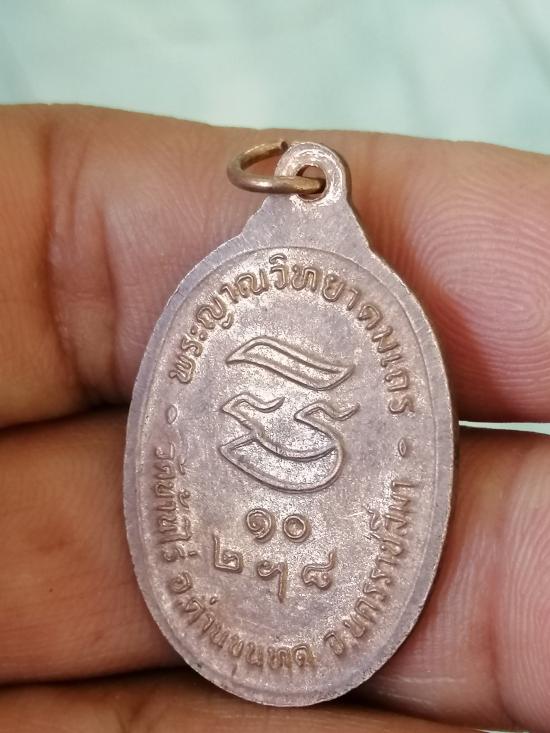 พระญาณวิทยาคมเถร
๑๐
๒๗๘
วัดบ้านไร่ อ.ด่านขุนทด จ.นครราชสีมา